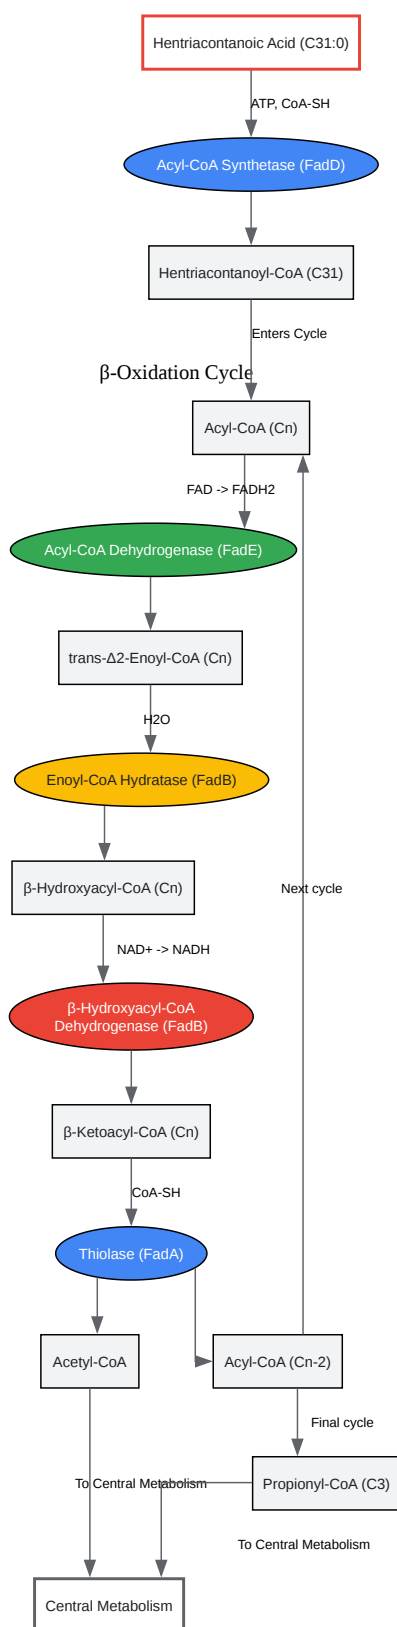 Hentriacontanoic Acid (C31:0)
ATP, CoA-SH
Acyl-CoA Synthetase (FadD)
Hentriacontanoyl-CoA (C31)
Enters Cycle
β-Oxidation Cycle
Acyl-CoA (Cn)
FAD -> FADH2
Acyl-CoA Dehydrogenase (FadE)
trans-Δ2-Enoyl-CoA (Cn)
H2O
Enoyl-CoA Hydratase (FadB)
β-Hydroxyacyl-CoA (Cn)
Next cycle
NAD+ -> NADH
β-Hydroxyacyl-CoA
Dehydrogenase (FadB)
β-Ketoacyl-CoA (Cn)
CoA-SH
Thiolase (FadA)
Acetyl-CoA
Acyl-CoA (Cn-2)
Final cycle
Propionyl-CoA (C3)
To Central Metabolism
To Central Metabolism
Central Metabolism